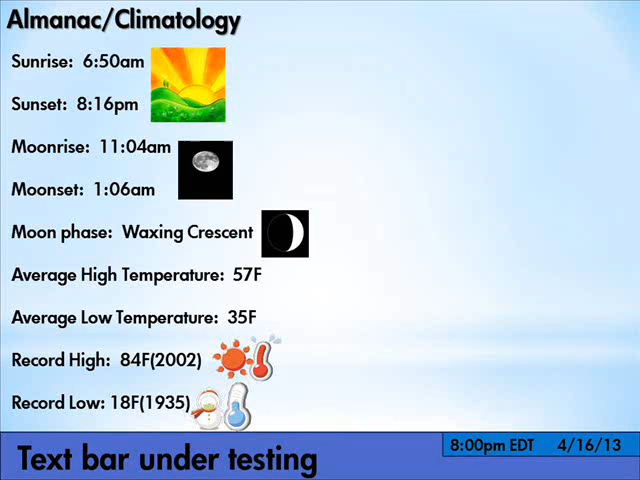 Almanac/Climatology
Sunrise: 6:50am
Sunset: 8:16pm
Moonrise: 11:04am
Moonset: 1:06am
Moon phase: Waxing Crescent
Average High Temperature: 57F
Average Low Temperature: 35F
Record High: 84F(2002)
Record Low: 18F(1935)
8:00pm EDT 4/16/13
Text bar under testing